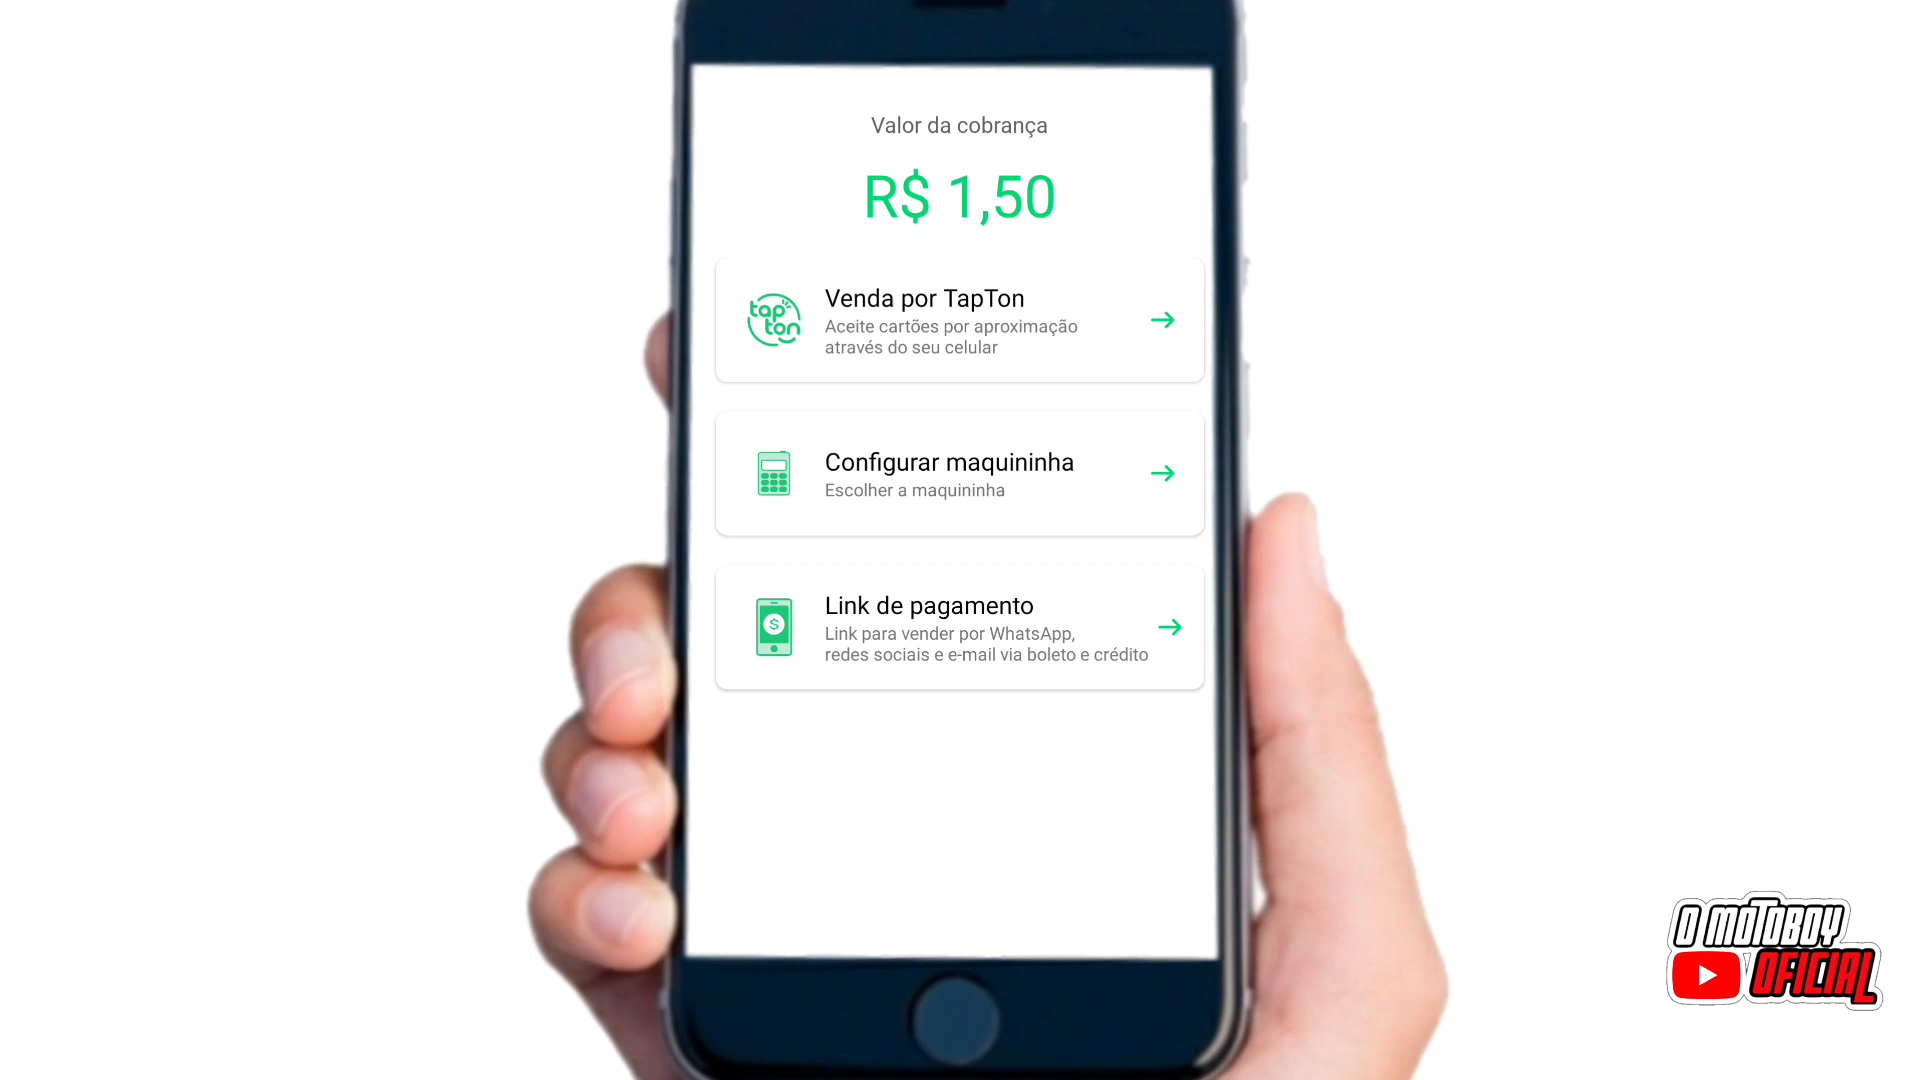 Valor da cobrança
R$ 1,50
tap
ton
Venda por TapTon
Aceite cartões por aproximação
através do seu celular
Configurar maquininha
Escolher a maquininha
$
Link de pagamento
Link para vender por WhatsApp,
redes sociais e e-mail via boleto e crédito
O MOTOBOY
OFICIAL